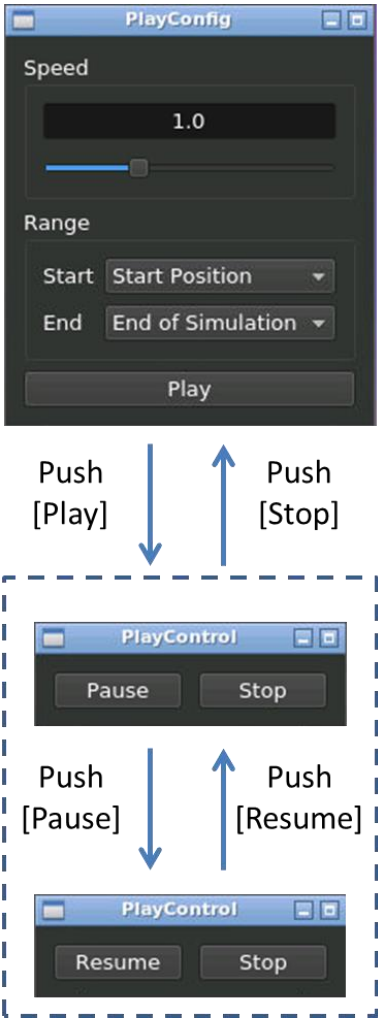 PlayConfig
Speed
1.0
Range
Start Start Position
End End of Simulation
Play
Push
[Play]
Push
[Stop]
PlayControl
Pause Stop
Push
[Pause]
Push
[Resume]
PlayControl
Resume Stop